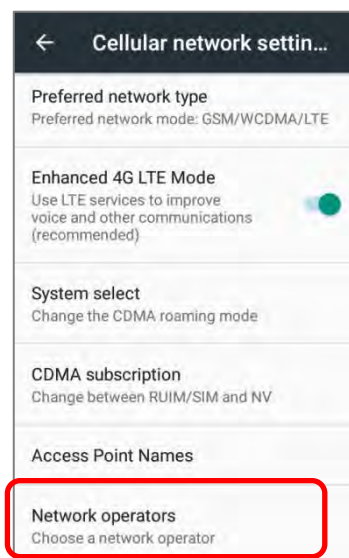 Cellular network settin...
Preferred network type
Preferred network mode: GSM/WCDMA/LTE
Enhanced 4G LTE Mode
Use LTE services to improve
voice and other communications
(recommended)
System select
Change the CDMA roaming mode
CDMA subscription
Change between RUIM/SIM and NV
Access Point Names
Network operators
Choose a network operator